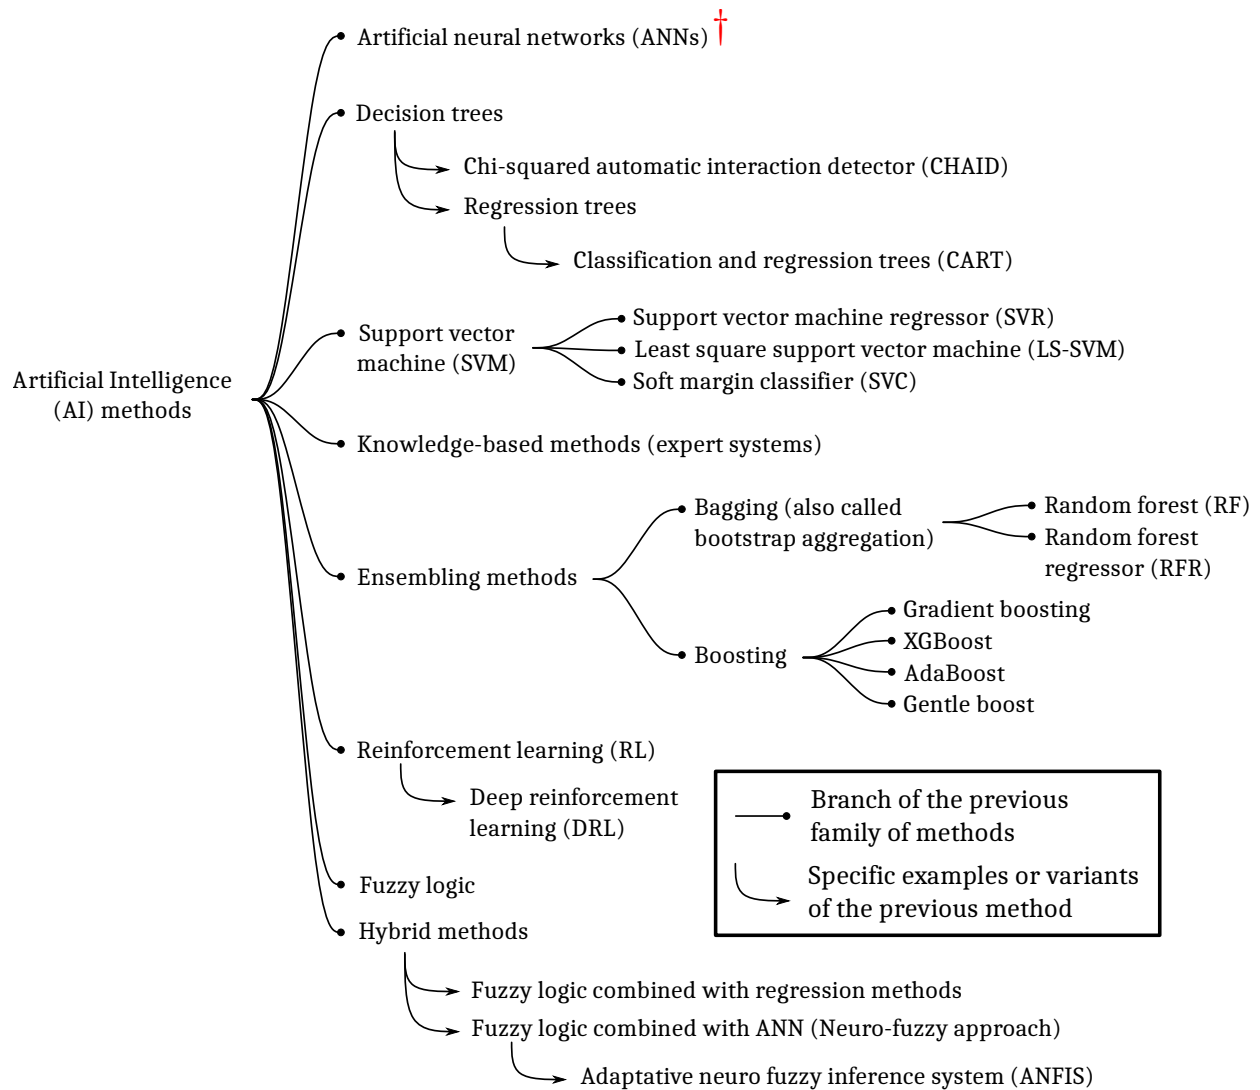 Artificial neural networks (ANNs) †
Decision trees
Chi-squared automatic interaction detector (CHAID)
Regression trees
Classification and regression trees (CART)
Support vector
machine (SVM)
Support vector machine regressor (SVR)
Least square support vector machine (LS-SVM)
Soft margin classifier (SVC)
Artificial Intelligence
(AI) methods
Knowledge-based methods (expert systems)
Ensembling methods
Bagging (also called
bootstrap aggregation)
Random forest (RF)
Random forest
regressor (RFR)
Boosting
Gradient boosting
XGBoost
AdaBoost
Gentle boost
Reinforcement learning (RL)
Deep reinforcement
learning (DRL)
Branch of the previous
family of methods
Specific examples or variants
of the previous method
Fuzzy logic
Hybrid methods
Fuzzy logic combined with regression methods
Fuzzy logic combined with ANN (Neuro-fuzzy approach)
Adaptative neuro fuzzy inference system (ANFIS)